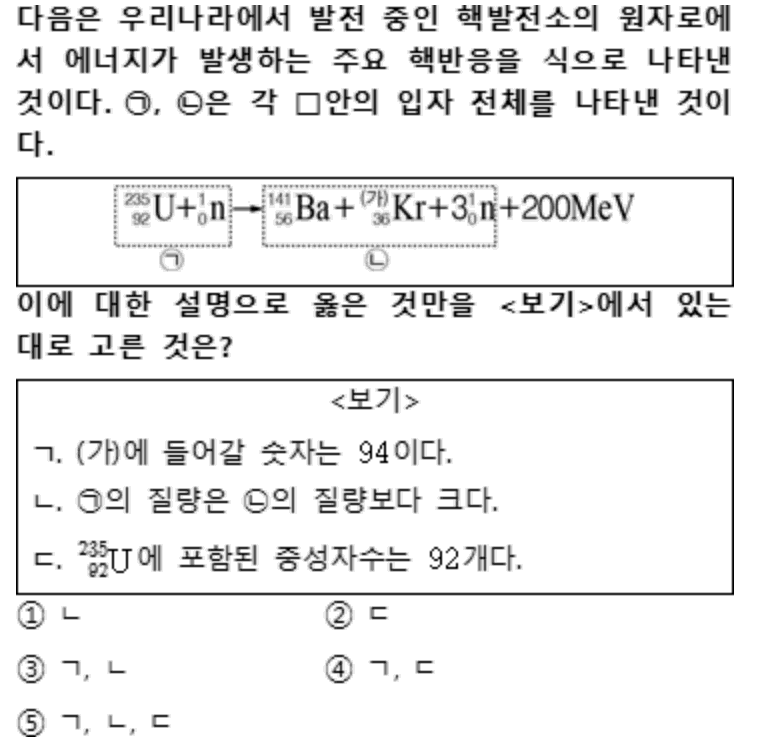 다음은 우리나라에서 발전 중인 핵발전소의 원자로에
서 에너지가 발생하는 주요 핵반응을 식으로 나타낸
것이다. ㉠, ㉡은 각 □안의 입자 전체를 나타낸 것이
다.
²³⁵₉₂U+¹₀n→¹⁴¹₅₆Ba+⁽가⁾₃₆Kr+3¹₀n+200MeV
㉠ ㉡
이에 대한 설명으로 옳은 것만을 <보기>에서 있는
대로 고른 것은?
<보기>
ㄱ. (가)에 들어갈 숫자는 94이다.
ㄴ. ㉠의 질량은 ㉡의 질량보다 크다.
ㄷ. ²³⁵₉₂U에 포함된 중성자수는 92개다.
① ㄴ ② ㄷ
③ ㄱ, ㄴ ④ ㄱ, ㄷ
⑤ ㄱ, ㄴ, ㄷ